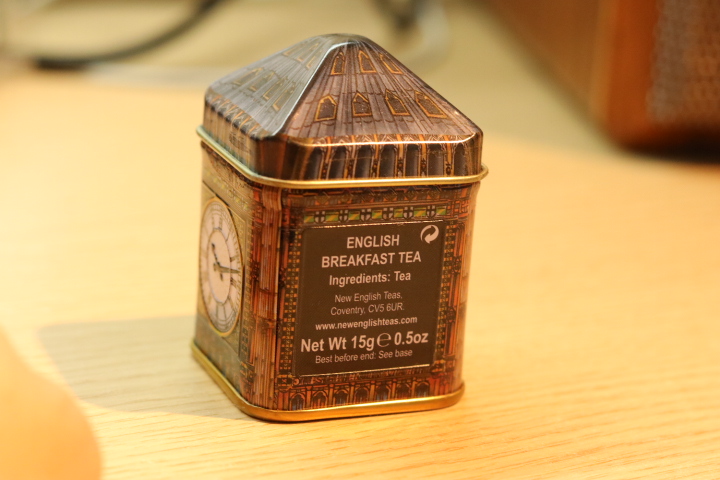 ENGLISH
BREAKFAST TEA
Ingredients: Tea
New English Teas,
Coventry, CV5 6UR.
www.newenglishteas.com
Net Wt 15g℮ 0.5oz
Best before end: See base